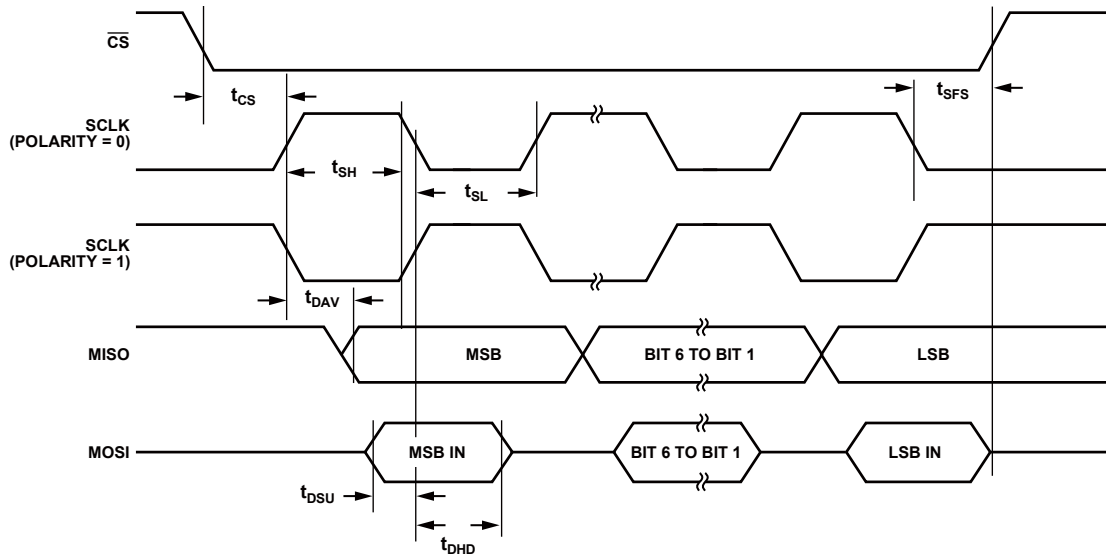 C̅S̅
t_CS
t_SFS
SCLK
(POLARITY = 0)
t_SH
t_SL
SCLK
(POLARITY = 1)
t_DAV
MISO
MSB
BIT 6 TO BIT 1
LSB
MOSI
MSB IN
BIT 6 TO BIT 1
LSB IN
t_DSU
t_DHD